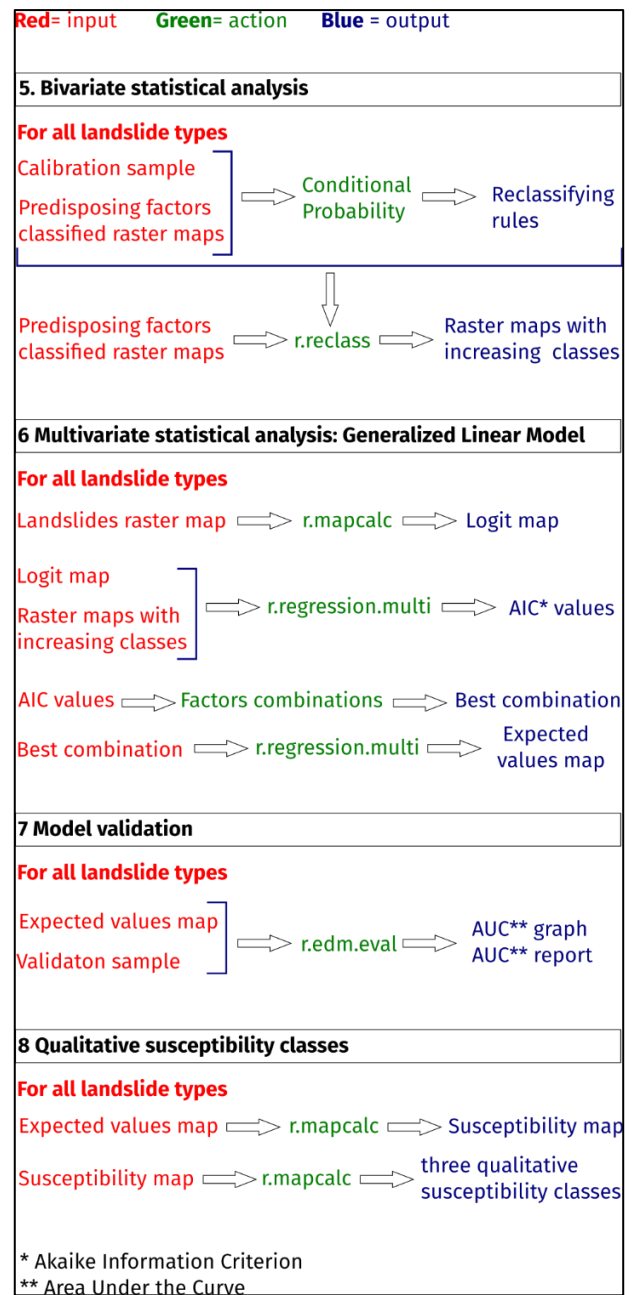 Red= input Green= action Blue = output
5. Bivariate statistical analysis
For all landslide types
Calibration sample
Predisposing factors
classified raster maps
Conditional
Probability
Reclassifying
rules
Predisposing factors
classified raster maps
r.reclass
Raster maps with
increasing classes
6 Multivariate statistical analysis: Generalized Linear Model
For all landslide types
Landslides raster map r.mapcalc Logit map
Logit map
Raster maps with
increasing classes
r.regression.multi AIC* values
AIC values Factors combinations Best combination
Best combination r.regression.multi Expected
values map
7 Model validation
For all landslide types
Expected values map
Validaton sample
r.edm.eval
AUC** graph
AUC** report
8 Qualitative susceptibility classes
For all landslide types
Expected values map r.mapcalc Susceptibility map
Susceptibility map r.mapcalc three qualitative
susceptibility classes
* Akaike Information Criterion
** Area Under the Curve